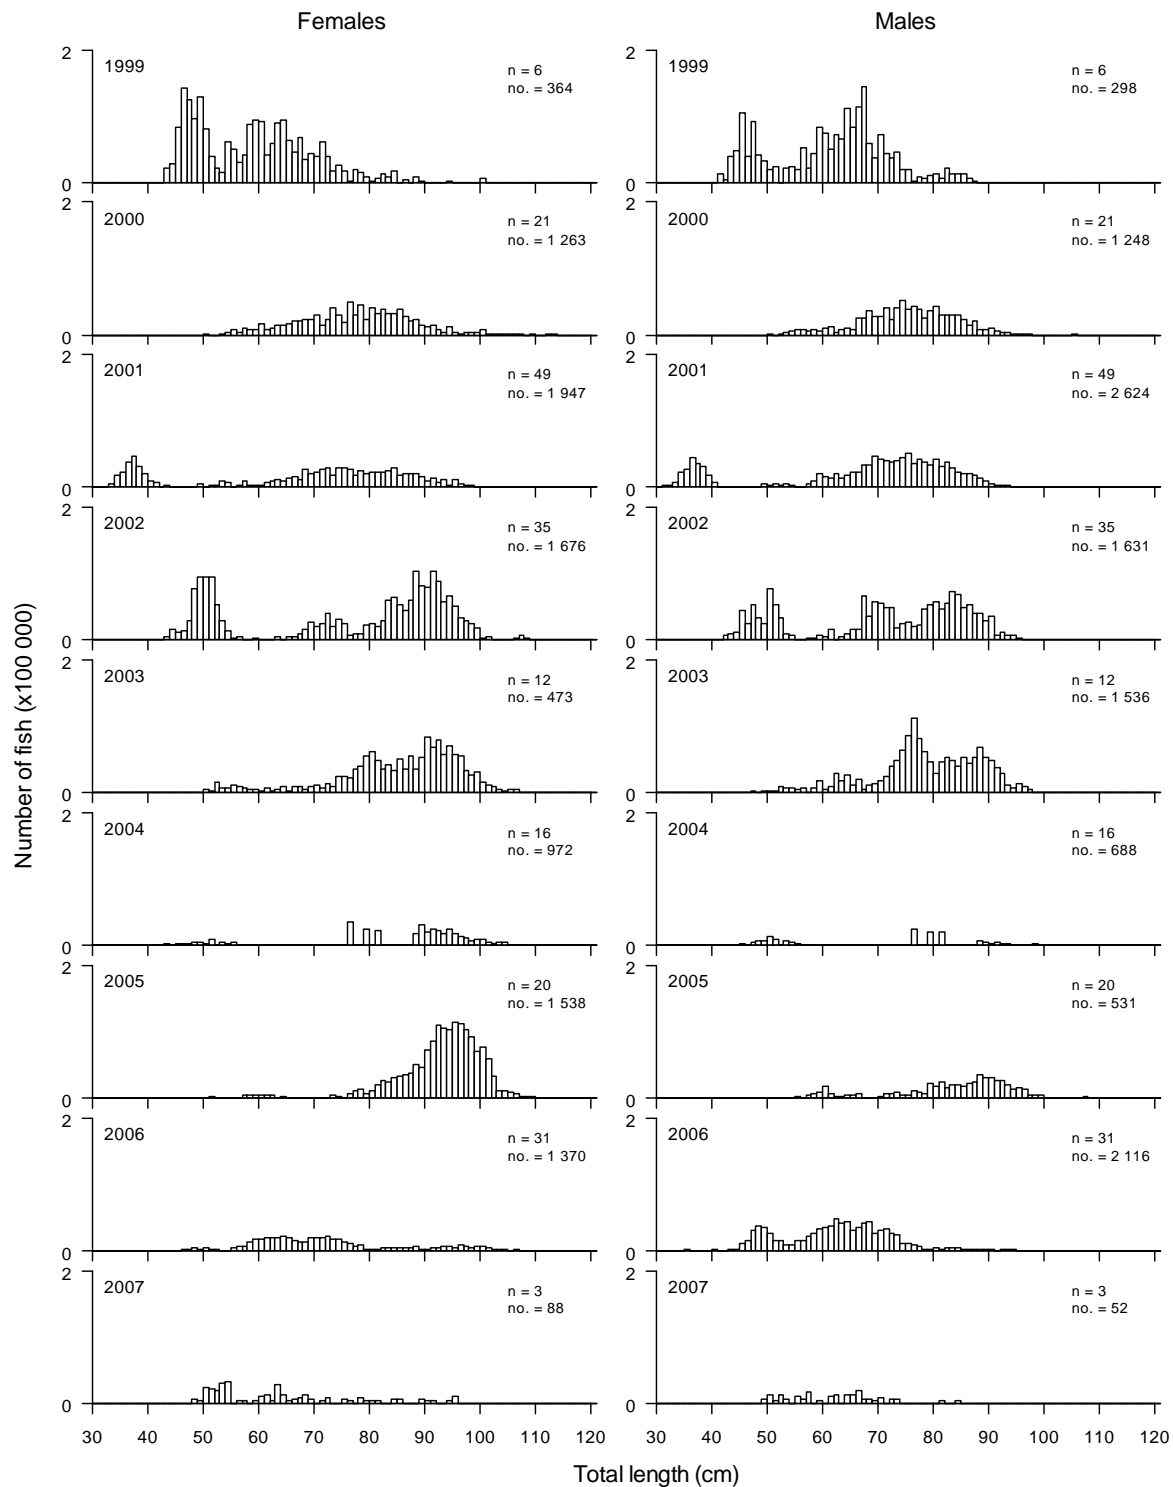 Females Males
2
1999
n = 6
no. = 364
0
2
1999
n = 6
no. = 298
0
2
2000
n = 21
no. = 1 263
0
2
2000
n = 21
no. = 1 248
0
2
2001
n = 49
no. = 1 947
0
2
2001
n = 49
no. = 2 624
0
2
2002
n = 35
no. = 1 676
0
2
2002
n = 35
no. = 1 631
0
2
2003
n = 12
no. = 473
0
2
2003
n = 12
no. = 1 536
0
2
2004
n = 16
no. = 972
0
2
2004
n = 16
no. = 688
0
2
2005
n = 20
no. = 1 538
0
2
2005
n = 20
no. = 531
0
2
2006
n = 31
no. = 1 370
0
2
2006
n = 31
no. = 2 116
0
2
2007
n = 3
no. = 88
0
2
2007
n = 3
no. = 52
0
30 40 50 60 70 80 90 100 110 120
30 40 50 60 70 80 90 100 110 120
Number of fish (x100 000)
Total length (cm)